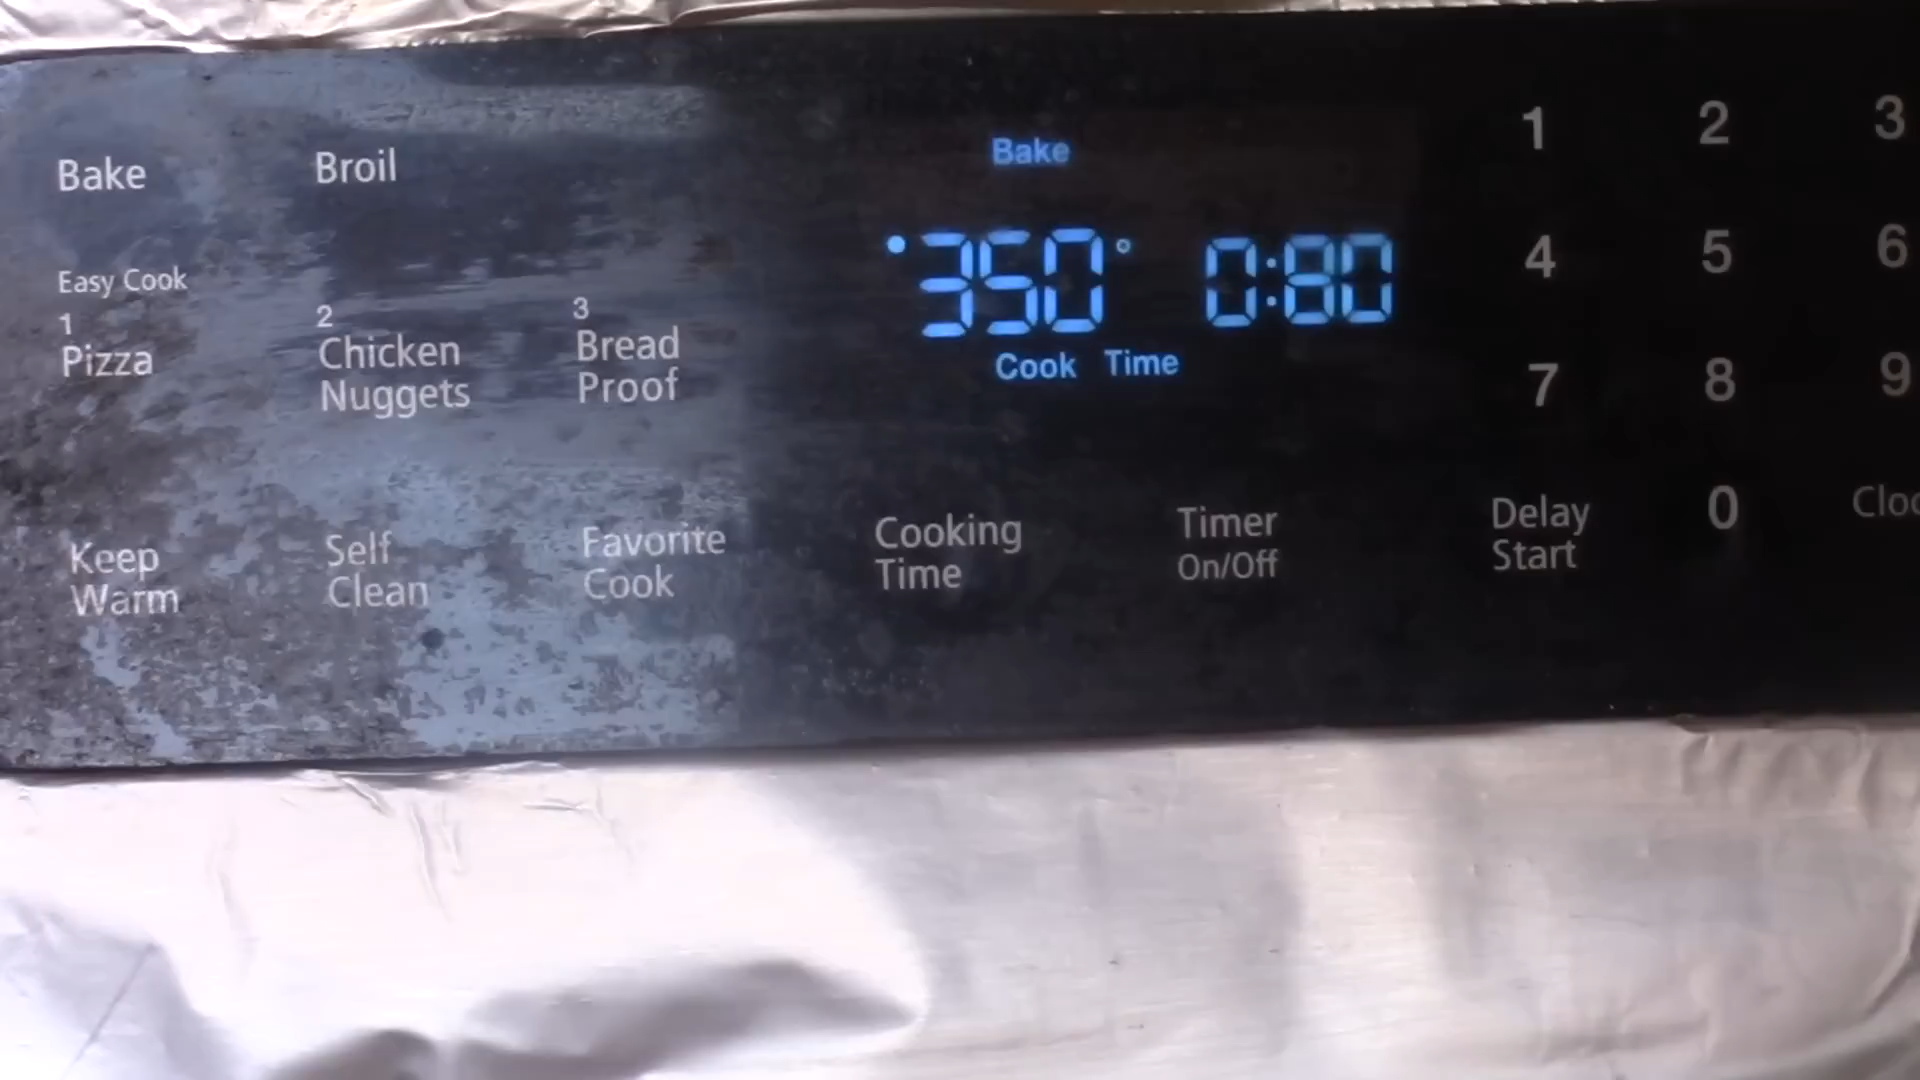 Bake Broil Bake 1 2 3
350° 0:80 4 5 6
Easy Cook
1 Pizza
2 Chicken Nuggets
3 Bread Proof
Cook Time
7 8 9
Keep Warm
Self Clean
Favorite Cook
Cooking Time
Timer On/Off
Delay Start
0